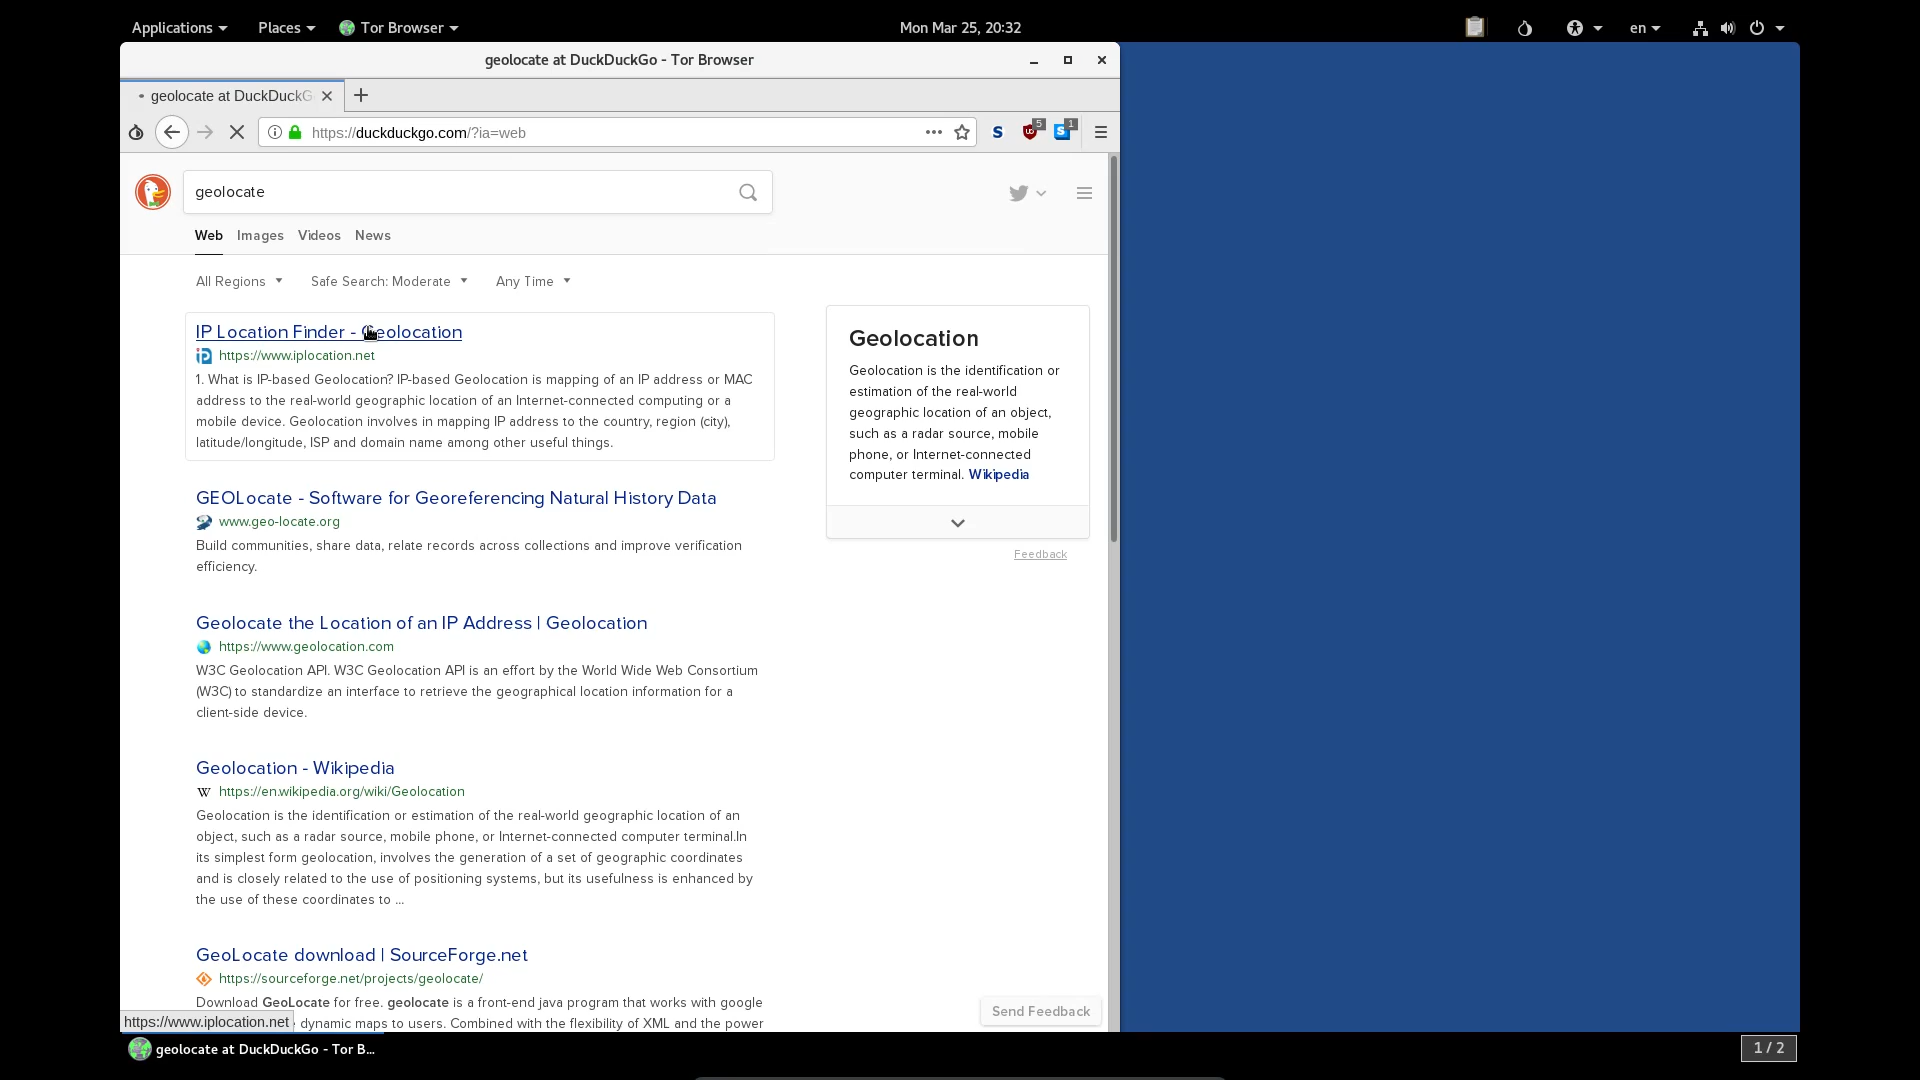 Applications Places Tor Browser Mon Mar 25, 20:32 en
geolocate at DuckDuckGo - Tor Browser
geolocate at DuckDuckG
https://duckduckgo.com/?ia=web 5 1
geolocate
Web Images Videos News
All Regions Safe Search: Moderate Any Time
IP Location Finder - Geolocation
https://www.iplocation.net
1. What is IP-based Geolocation? IP-based Geolocation is mapping of an IP address or MAC
address to the real-world geographic location of an Internet-connected computing or a
mobile device. Geolocation involves in mapping IP address to the country, region (city),
latitude/longitude, ISP and domain name among other useful things.
GEOLocate - Software for Georeferencing Natural History Data
www.geo-locate.org
Build communities, share data, relate records across collections and improve verification
efficiency.
Geolocate the Location of an IP Address | Geolocation
https://www.geolocation.com
W3C Geolocation API. W3C Geolocation API is an effort by the World Wide Web Consortium
(W3C) to standardize an interface to retrieve the geographical location information for a
client-side device.
Geolocation - Wikipedia
W https://en.wikipedia.org/wiki/Geolocation
Geolocation is the identification or estimation of the real-world geographic location of an
object, such as a radar source, mobile phone, or Internet-connected computer terminal.In
its simplest form geolocation, involves the generation of a set of geographic coordinates
and is closely related to the use of positioning systems, but its usefulness is enhanced by
the use of these coordinates to ...
GeoLocate download | SourceForge.net
https://sourceforge.net/projects/geolocate/
Download GeoLocate for free. geolocate is a front-end java program that works with google
dynamic maps to users. Combined with the flexibility of XML and the power
Geolocation
Geolocation is the identification or
estimation of the real-world
geographic location of an object,
such as a radar source, mobile
phone, or Internet-connected
computer terminal. Wikipedia
Feedback
Send Feedback
https://www.iplocation.net
geolocate at DuckDuckGo - Tor B...
1 / 2